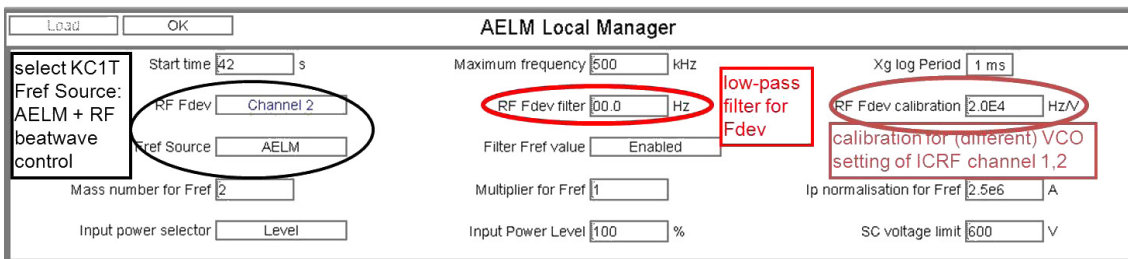 Load
OK
AELM Local Manager
select KC1T
Fref Source:
AELM + RF
beatwave
control
Start time 42 s
Maximum frequency 500 kHz
Xg log Period 1 ms
RF Fdev Channel 2
RF Fdev filter 00.0 Hz
low-pass
filter for
Fdev
RF Fdev calibration 2.0E4 Hz/V
Fref Source AELM
Filter Fref value Enabled
calibration for (different) VCO
setting of ICRF channel 1,2
Mass number for Fref 2
Multiplier for Fref 1
Ip normalisation for Fref 2.5e6 A
Input power selector Level
Input Power Level 100 %
SC voltage limit 600 V